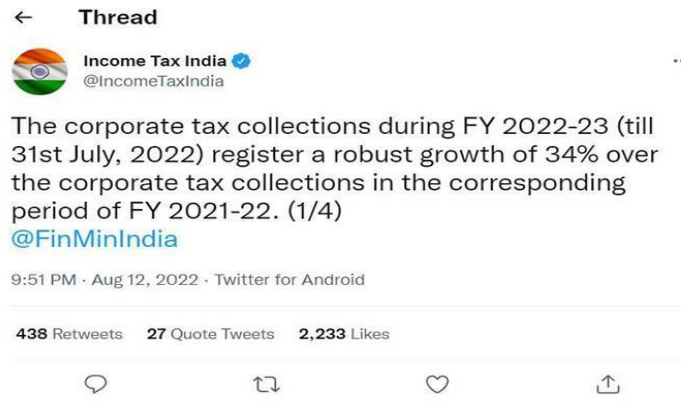 Thread
Income Tax India
@IncomeTaxIndia
The corporate tax collections during FY 2022-23 (till
31st July, 2022) register a robust growth of 34% over
the corporate tax collections in the corresponding
period of FY 2021-22. (1/4)
@FinMinIndia
9:51 PM · Aug 12, 2022 · Twitter for Android
438 Retweets 27 Quote Tweets 2,233 Likes